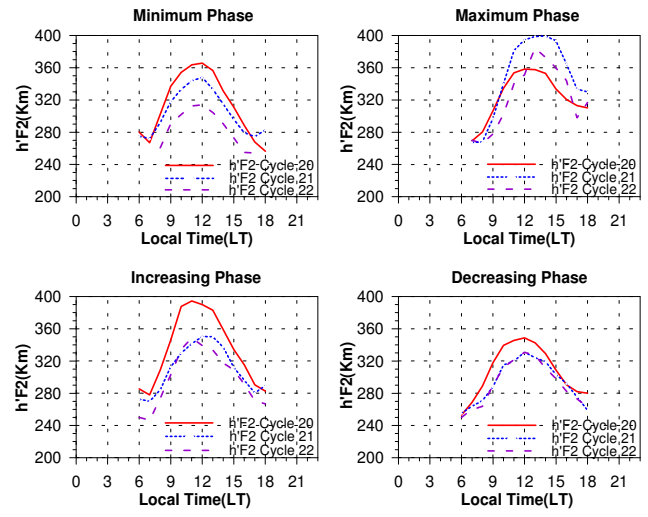 Minimum Phase
h'F2(Km)
400
360
320
280
240
200
h'F2 Cycle 20
h'F2 Cycle 21
h'F2 Cycle 22
0 3 6 9 12 15 18 21
Local Time(LT)
Maximum Phase
h'F2(Km)
400
360
320
280
240
200
h'F2 Cycle 20
h'F2 Cycle 21
h'F2 Cycle 22
0 3 6 9 12 15 18 21
Local Time(LT)
Increasing Phase
h'F2(Km)
400
360
320
280
240
200
h'F2 Cycle 20
h'F2 Cycle 21
h'F2 Cycle 22
0 3 6 9 12 15 18 21
Local Time(LT)
Decreasing Phase
h'F2(Km)
400
360
320
280
240
200
h'F2 Cycle 20
h'F2 Cycle 21
h'F2 Cycle 22
0 3 6 9 12 15 18 21
Local Time(LT)